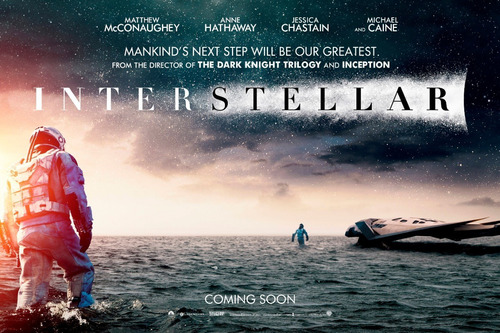 MATTHEW McCONAUGHEY ANNE HATHAWAY JESSICA CHASTAIN MICHAEL AND CAINE
MANKIND'S NEXT STEP WILL BE OUR GREATEST.
FROM THE DIRECTOR OF THE DARK KNIGHT TRILOGY AND INCEPTION
INTERSTELLAR
COMING SOON